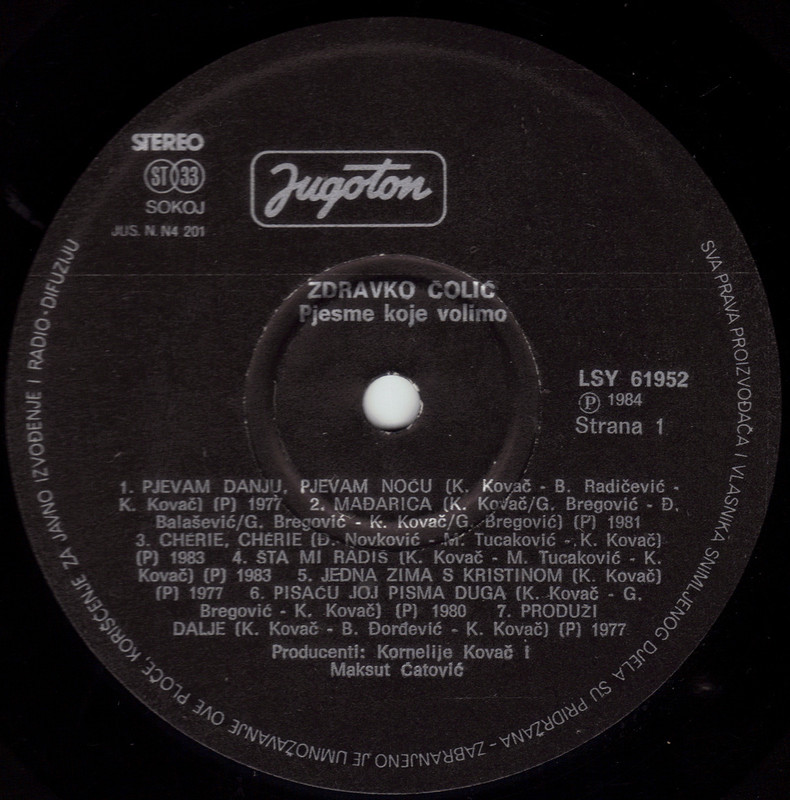 STEREO
ST 33
SOKOJ
JUS. N. N4 201
Jugoton
ZDRAVKO ČOLIĆ
Pjesme koje volimo
LSY 61952
Ⓟ 1984
Strana 1
1. PJEVAM DANJU, PJEVAM NOĆU (K. Kovač - B. Radičević -
K. Kovač) (P) 1977 2. MAĐARICA (K. Kovač/G. Bregović - Đ.
Balašević/G. Bregović - K. Kovač/G. Bregović) (P) 1981
3. CHERIE, CHERIE (Đ. Novković - M. Tucaković - K. Kovač)
(P) 1983 4. ŠTA MI RADIŠ (K. Kovač - M. Tucaković - K.
Kovač) (P) 1983 5. JEDNA ZIMA S KRISTINOM (K. Kovač)
(P) 1977 6. PISAĆU JOJ PISMA DUGA (K. Kovač - G.
Bregović - K. Kovač) (P) 1980 7. PRODUŽI
DALJE (K. Kovač - B. Đorđević - K. Kovač) (P) 1977
Producenti: Kornelije Kovač i
Maksut Ćatović
SVA PRAVA PROIZVOĐAČA I VLASNIKA SNIMLJENOG DJELA SU PRIDRŽANA - ZABRANJENO JE UMNOŽAVANJE OVE PLOČE, KORIŠĆENJE ZA JAVNO IZVOĐENJE I RADIO-DIFUZIJU